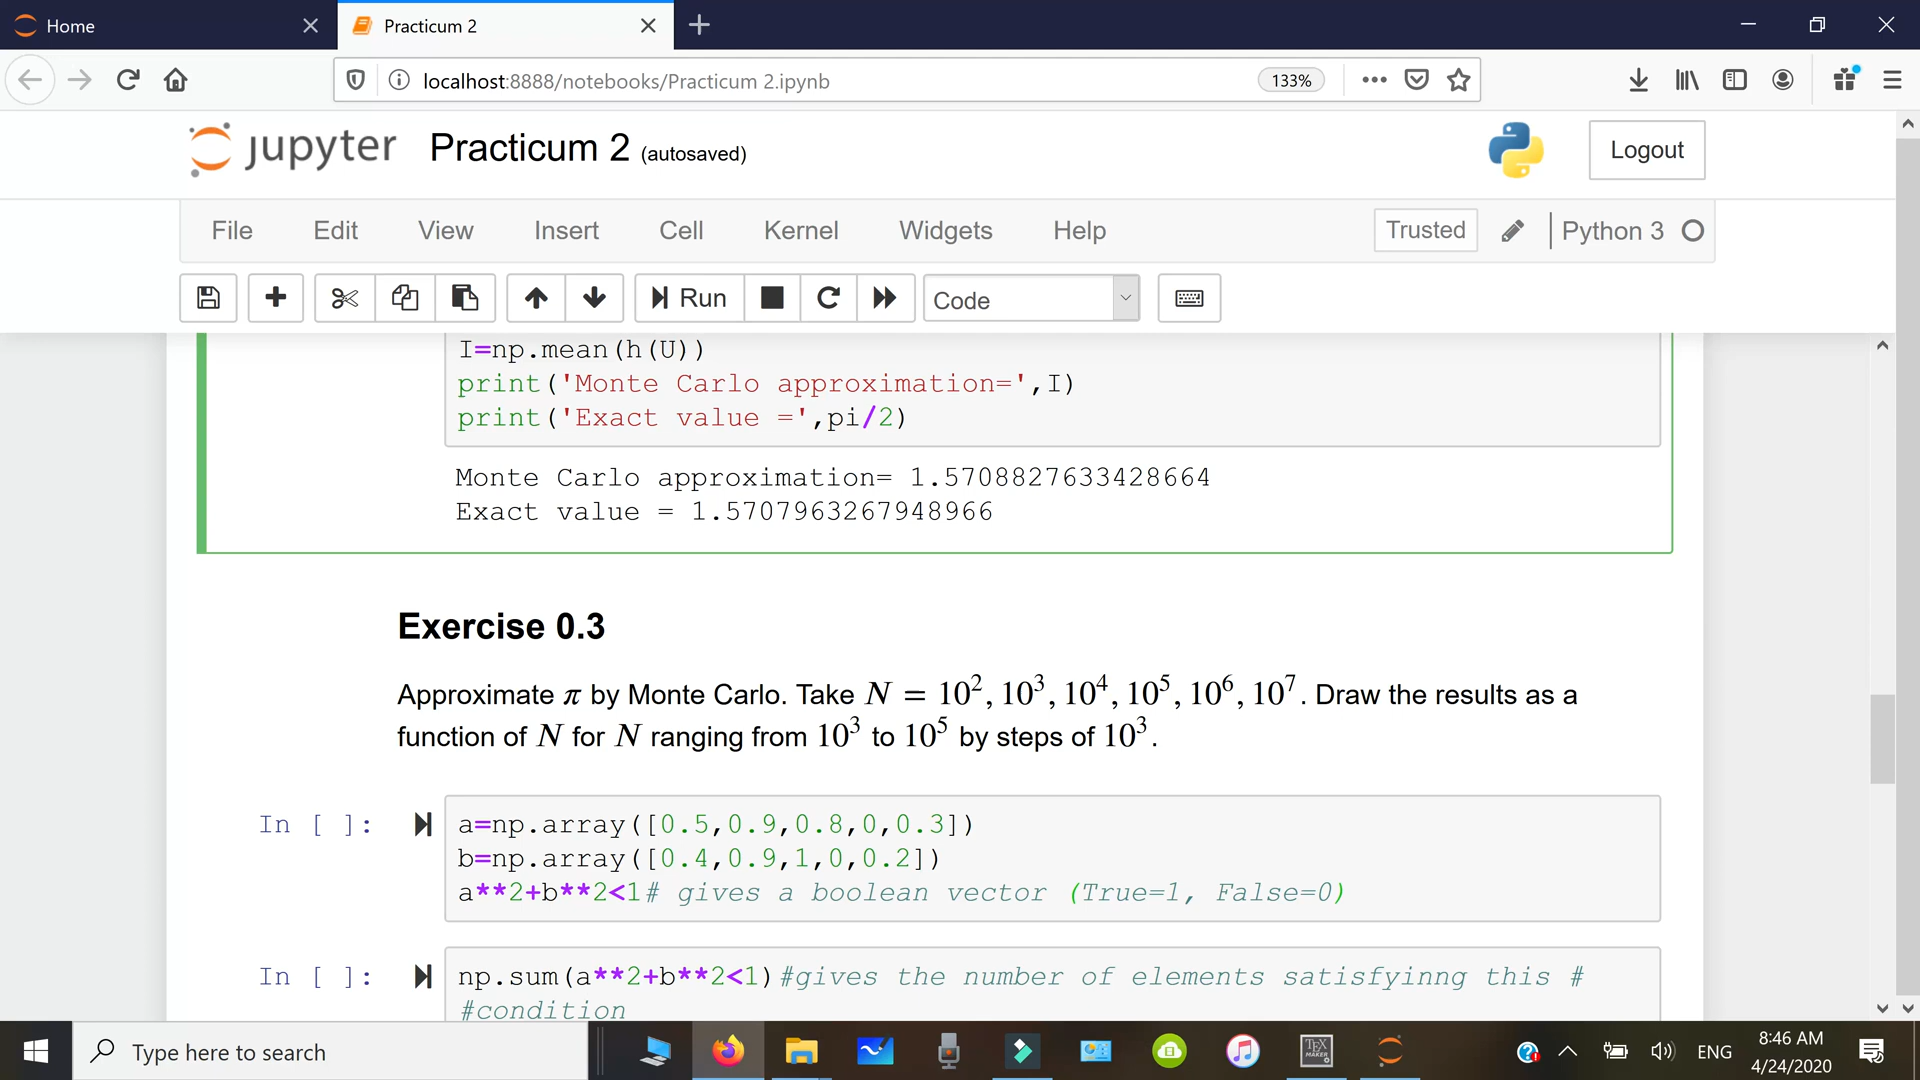 Home
Practicum 2
localhost:8888/notebooks/Practicum 2.ipynb
133%
jupyter Practicum 2 (autosaved)
Logout
File Edit View Insert Cell Kernel Widgets Help
Trusted
Python 3
Run
Code
I=np.mean(h(U))
print('Monte Carlo approximation=',I)
print('Exact value =',pi/2)
Monte Carlo approximation= 1.5708827633428664
Exact value = 1.5707963267948966
Exercise 0.3
Approximate π by Monte Carlo. Take N = 10², 10³, 10⁴, 10⁵, 10⁶, 10⁷. Draw the results as a
function of N for N ranging from 10³ to 10⁵ by steps of 10³.
In [ ]:
a=np.array([0.5,0.9,0.8,0,0.3])
b=np.array([0.4,0.9,1,0,0.2])
a**2+b**2<1# gives a boolean vector (True=1, False=0)
In [ ]:
np.sum(a**2+b**2<1)#gives the number of elements satisfyinng this #
#condition
Type here to search
TEX
MAKER
ENG
8:46 AM
4/24/2020